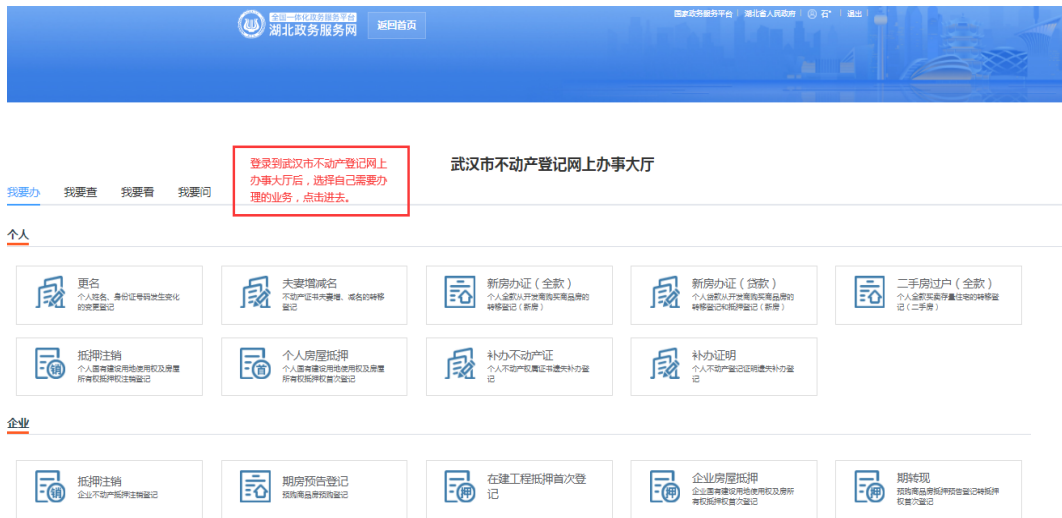 全国一体化政务服务平台
湖北政务服务网
返回首页
国家政务服务平台 | 湖北省人民政府 | 石* | 退出 |
登录到武汉市不动产登记网上
办事大厅后，选择自己需要办
理的业务，点击进去。
武汉市不动产登记网上办事大厅
我要办 我要查 我要看 我要问
个人
更名
个人姓名、身份证号码发生变化
的变更登记
夫妻增减名
不动产证书夫妻增、减名的转移
登记
新房办证（全款）
个人全款从开发商购买商品房的
转移登记（新房）
新房办证（贷款）
个人贷款从开发商购买商品房的
转移登记和抵押登记（新房）
二手房过户（全款）
个人全款买卖存量住宅的转移登
记（二手房）
销
抵押注销
个人国有建设用地使用权及房屋
所有权抵押权注销登记
首
个人房屋抵押
个人国有建设用地使用权及房屋
所有权抵押权首次登记
补办不动产证
个人不动产权属证书遗失补办登
记
补办证明
个人不动产登记证明遗失补办登
记
企业
销
抵押注销
企业不动产抵押注销登记
期房预告登记
预购商品房预购登记
押
在建工程抵押首次登
记
押
企业房屋抵押
企业国有建设用地使用权及房所
有权抵押权首次登记
押
期转现
预购商品房抵押预告登记转抵押
权首次登记